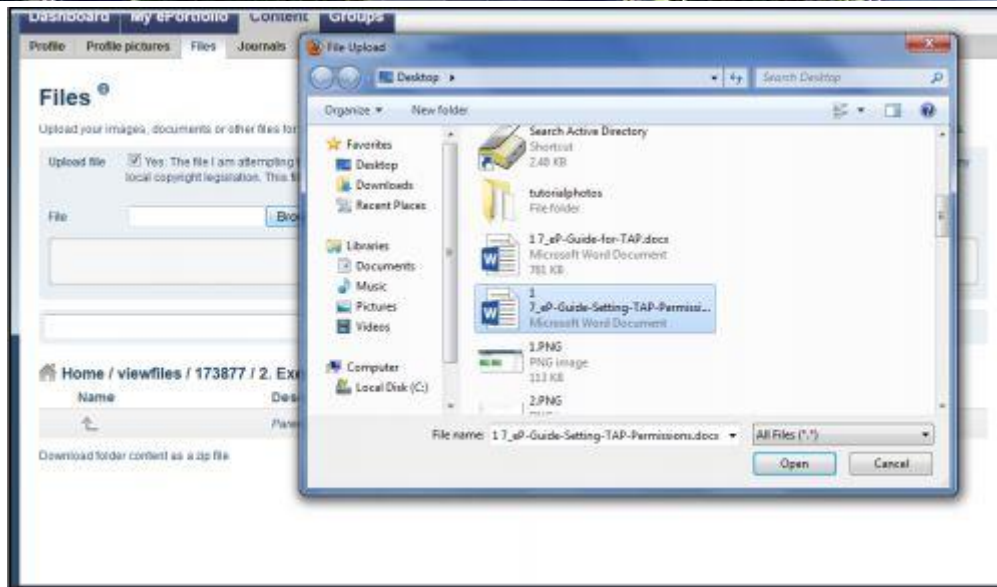 Dashboard My ePortfolio Content Groups
Profile Profile pictures Files Journals
Files
Upload your images, documents or other files for
Upload file Yes: The file I am attempting
local copyright legislation. This
File
Home / viewfiles / 173877 / 2.
Name
Download folder content as a zip file
File Upload
Desktop
Search Desktop
Organize New folder
Favorites
Desktop
Downloads
Recent Places
Libraries
Documents
Music
Pictures
Videos
Computer
Local Disk (C:)
Search Active Directory
Shortcut
2.48 KB
tutorialphotos
File folder
1 7_eP-Guide-for-TAP.docx
Microsoft Word Document
781 KB
1
7_eP-Guide-Setting-TAP-Permissi...
Microsoft Word Document
1.PNG
PNG image
113 KB
2.PNG
File name: 1 7_eP-Guide-Setting-TAP-Permissions.docx
All Files (*.*)
Open Cancel